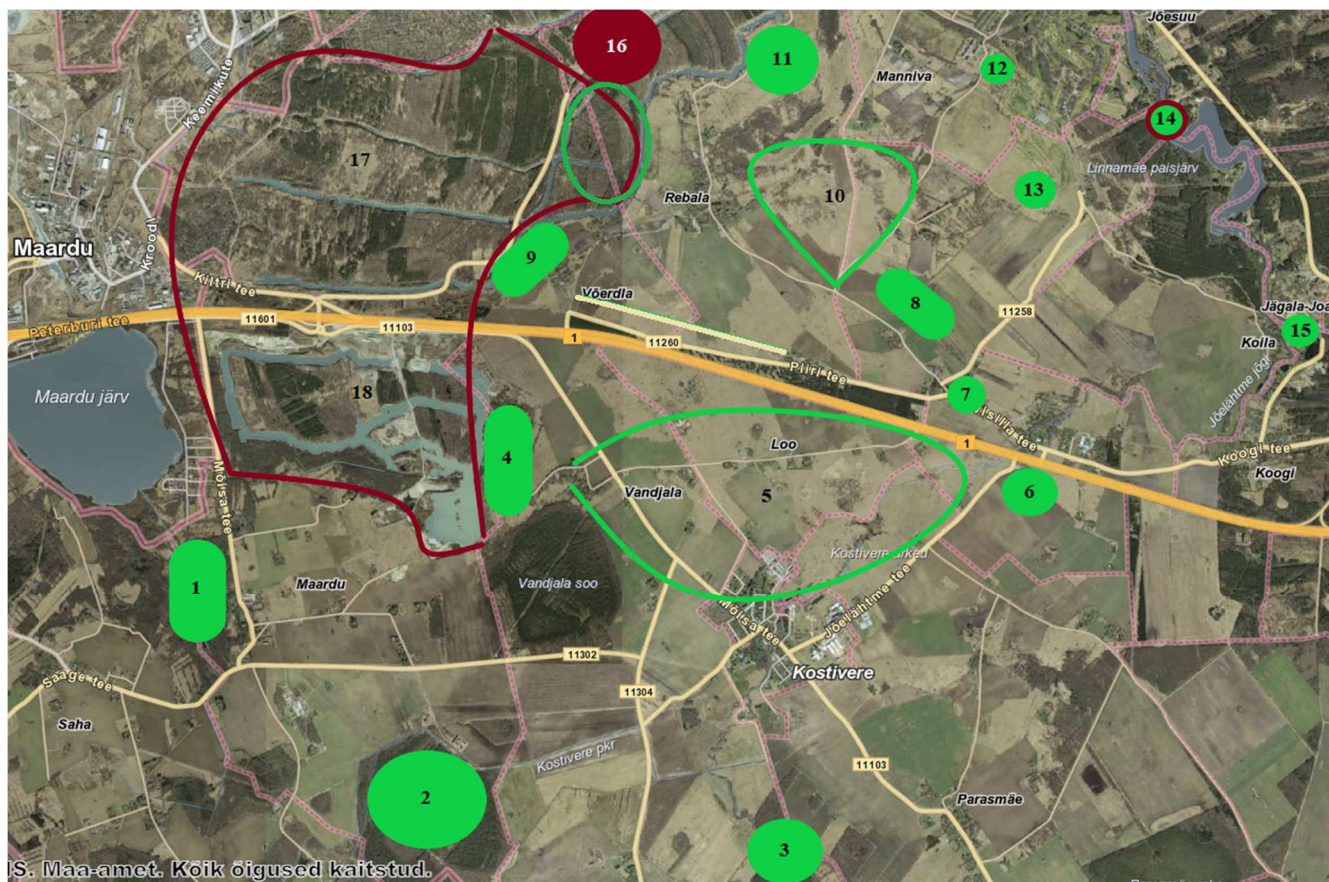 Jõesuu
16
11
12
Manniva
Keemikute
14
17
Linnamäe paisjärv
13
10
Rebala
Kroodi
Maardu
9
Kiltri tee
Võerdla
8
11258
Jägala-Joa
15
Peterburi tee
11601
11103
1
11260
Koila
Pliri tee
Maardu järv
18
7
Jõelähtme jõgi
4
Loo
1
Koogi tee
Mõisa tee
Vandjala
5
6
Koogi
Kostivere
1
Maardu
Vandjala soo
Mõisa tee
Jõelähtme tee
11302
Saage tee
11304
Kostivere
Saha
Kostivere pkr
11103
2
Parasmäe
3
IS. Maa-amet. Kõik õigused kaitstud.